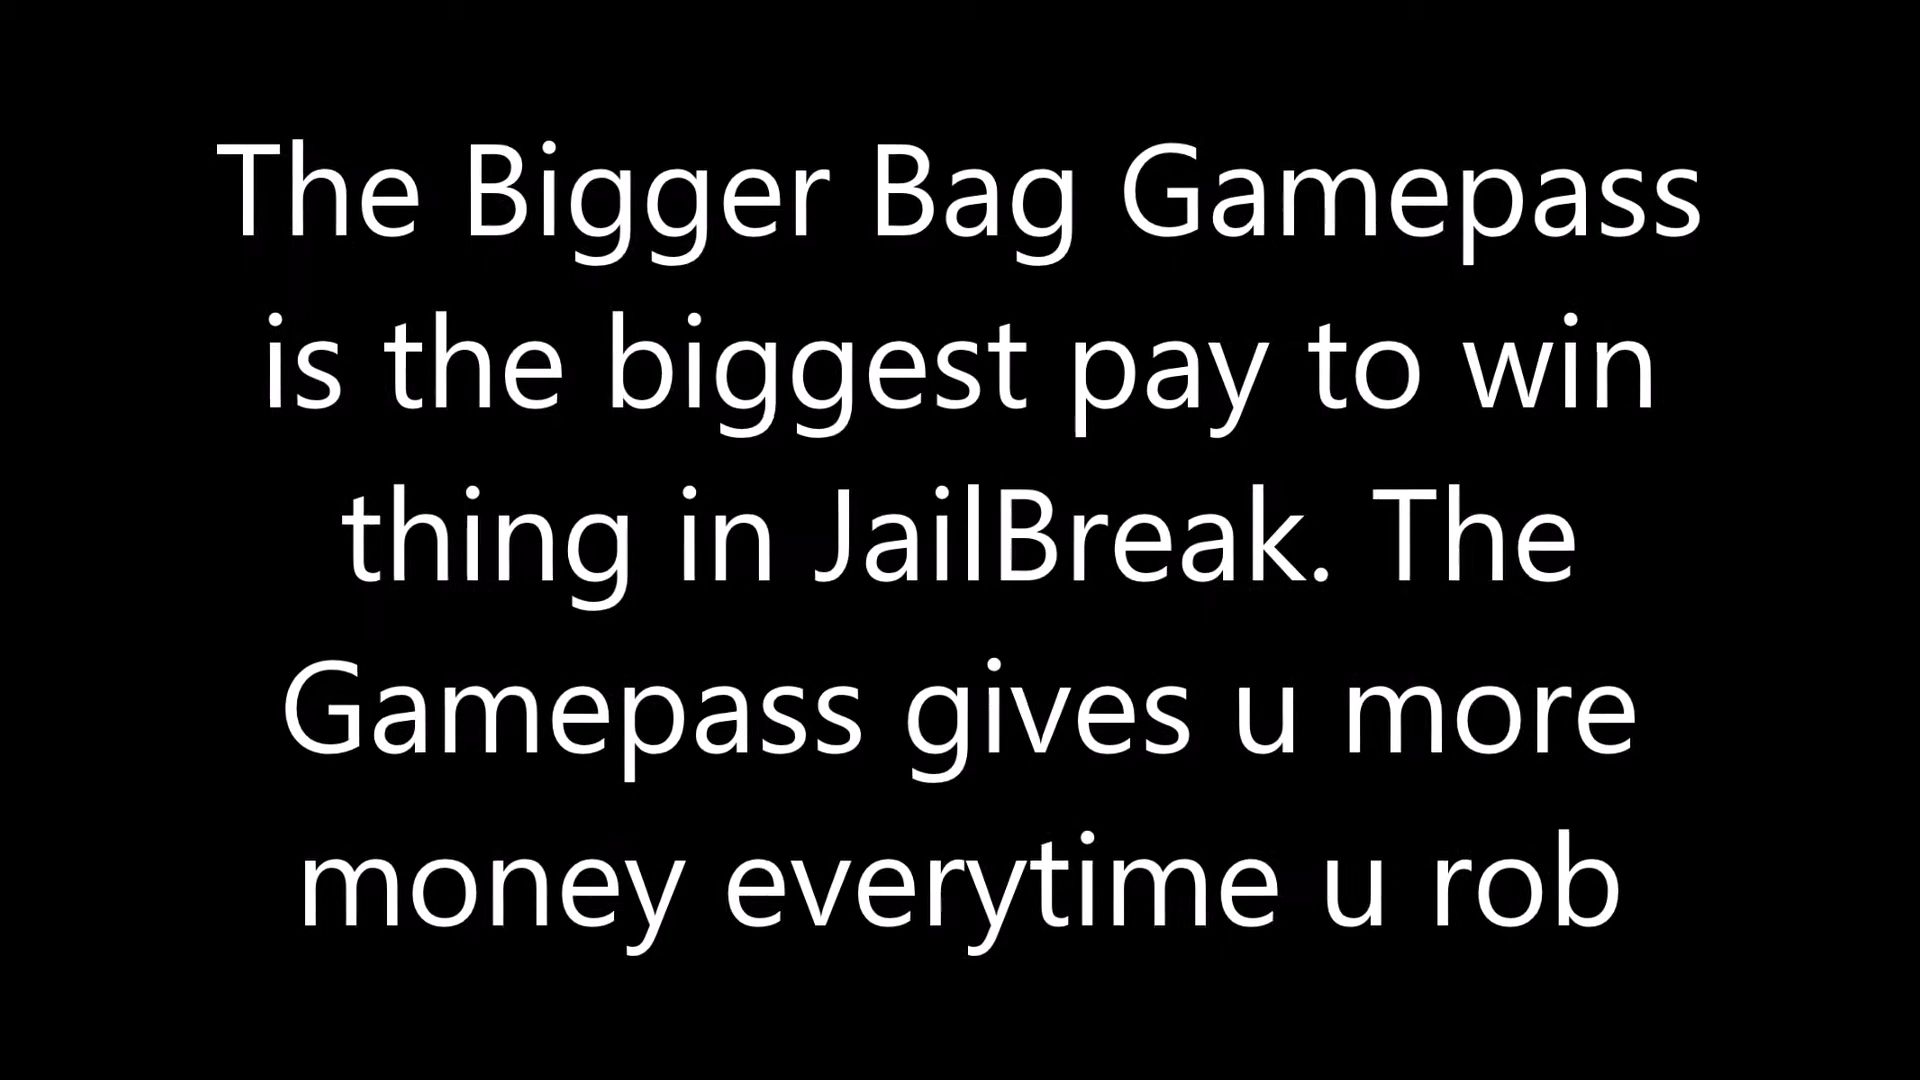 The Bigger Bag Gamepass
is the biggest pay to win
thing in JailBreak. The
Gamepass gives u more
money everytime u rob